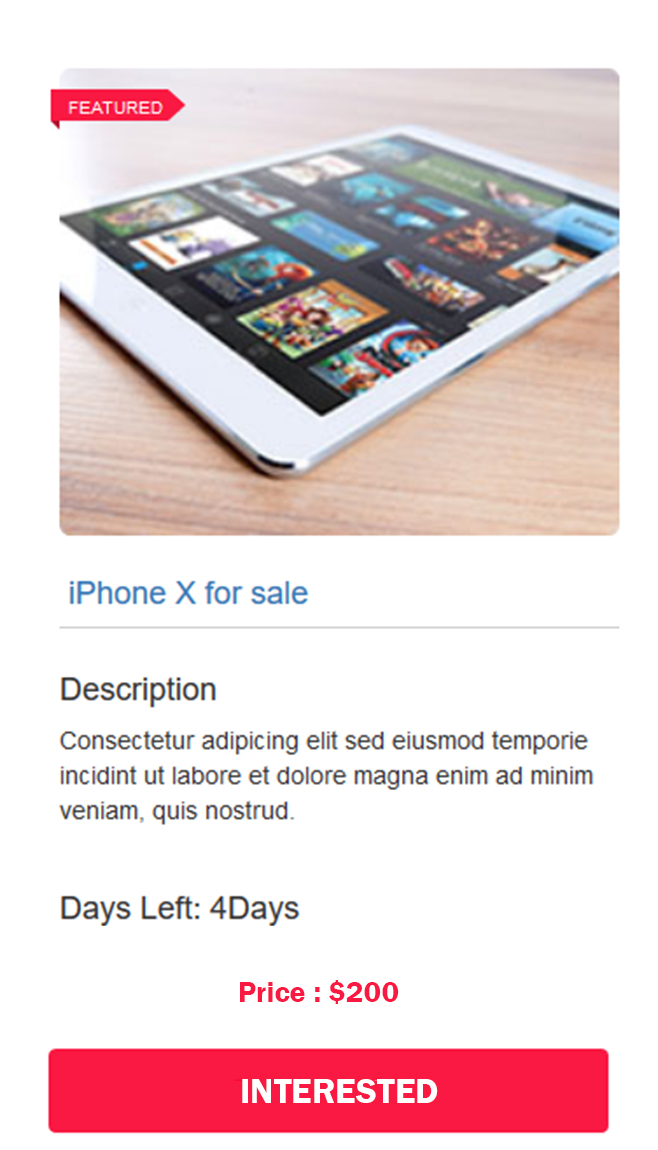 FEATURED
iPhone X for sale
Description
Consectetur adipicing elit sed eiusmod temporie
incidint ut labore et dolore magna enim ad minim
veniam, quis nostrud.
Days Left: 4Days
Price : $200
INTERESTED